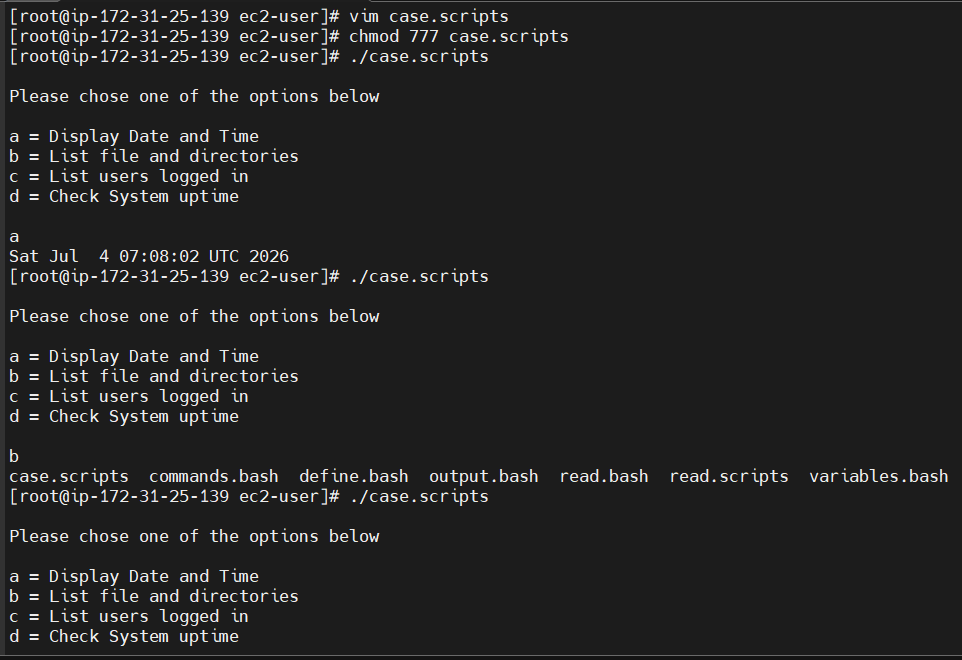 [root@ip-172-31-25-139 ec2-user]# vim case.scripts
[root@ip-172-31-25-139 ec2-user]# chmod 777 case.scripts
[root@ip-172-31-25-139 ec2-user]# ./case.scripts
Please chose one of the options below
a = Display Date and Time
b = List file and directories
c = List users logged in
d = Check System uptime
a
Sat Jul  4 07:08:02 UTC 2026
[root@ip-172-31-25-139 ec2-user]# ./case.scripts
Please chose one of the options below
a = Display Date and Time
b = List file and directories
c = List users logged in
d = Check System uptime
b
case.scripts  commands.bash  define.bash  output.bash  read.bash  read.scripts  variables.bash
[root@ip-172-31-25-139 ec2-user]# ./case.scripts
Please chose one of the options below
a = Display Date and Time
b = List file and directories
c = List users logged in
d = Check System uptime